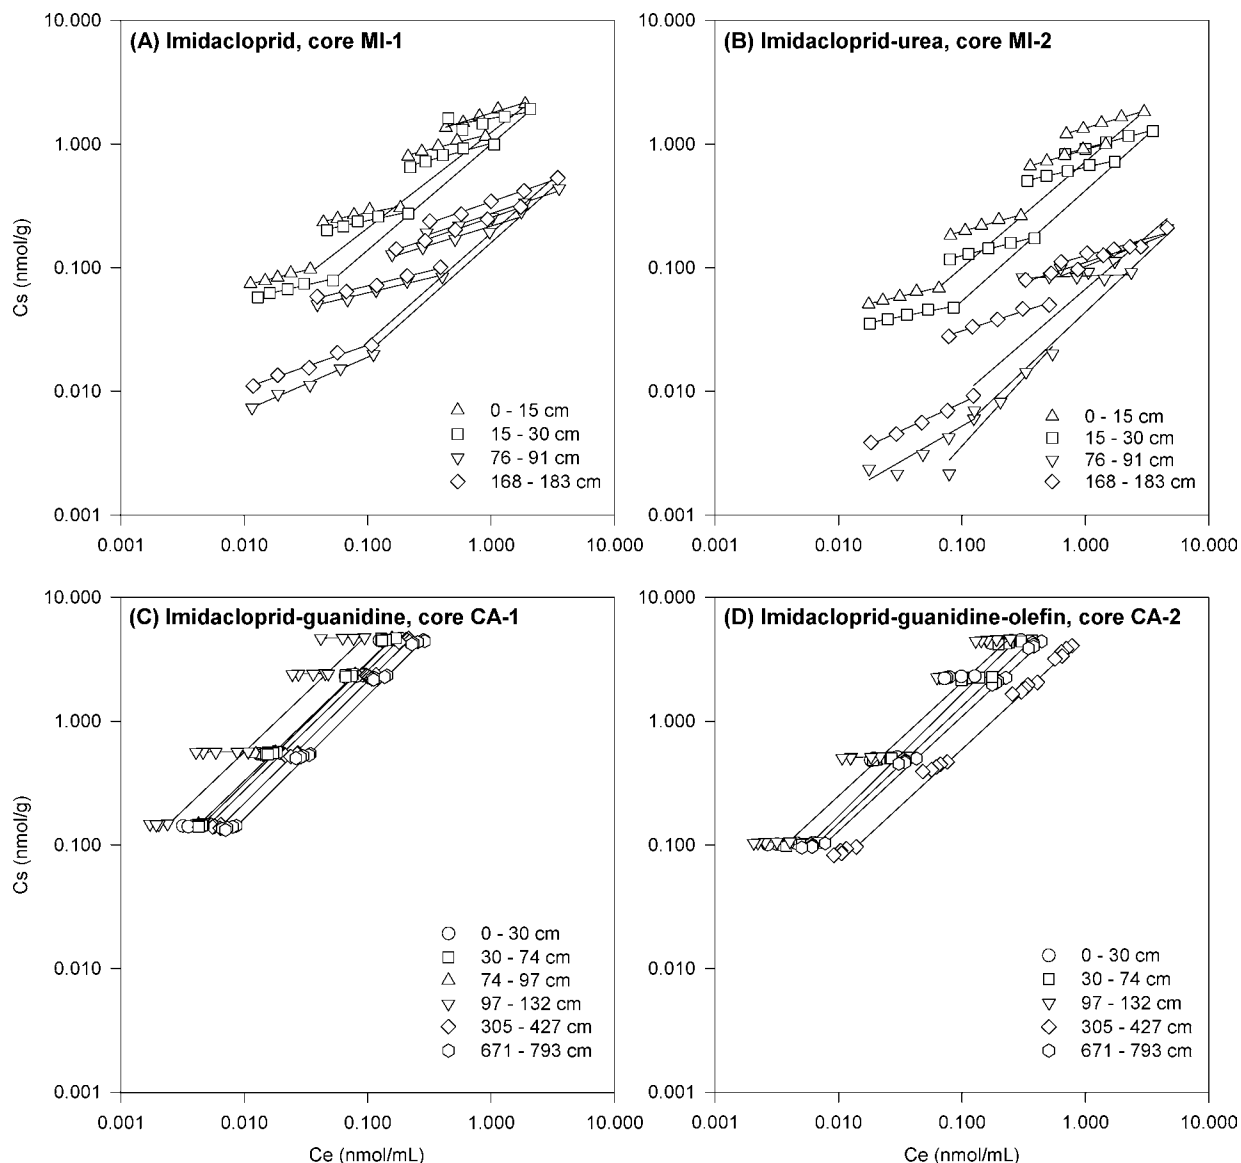 (A) Imidacloprid, core MI-1
10.000
1.000
0.100
0.010
0.001
Cs (nmol/g)
0 - 15 cm
15 - 30 cm
76 - 91 cm
168 - 183 cm
0.001 0.010 0.100 1.000 10.000
(B) Imidacloprid-urea, core MI-2
10.000
1.000
0.100
0.010
0.001
0 - 15 cm
15 - 30 cm
76 - 91 cm
168 - 183 cm
0.001 0.010 0.100 1.000 10.000
(C) Imidacloprid-guanidine, core CA-1
10.000
1.000
0.100
0.010
0.001
Cs (nmol/g)
0 - 30 cm
30 - 74 cm
74 - 97 cm
97 - 132 cm
305 - 427 cm
671 - 793 cm
0.001 0.010 0.100 1.000 10.000
Ce (nmol/mL)
(D) Imidacloprid-guanidine-olefin, core CA-2
10.000
1.000
0.100
0.010
0.001
0 - 30 cm
30 - 74 cm
97 - 132 cm
305 - 427 cm
671 - 793 cm
0.001 0.010 0.100 1.000 10.000
Ce (nmol/mL)